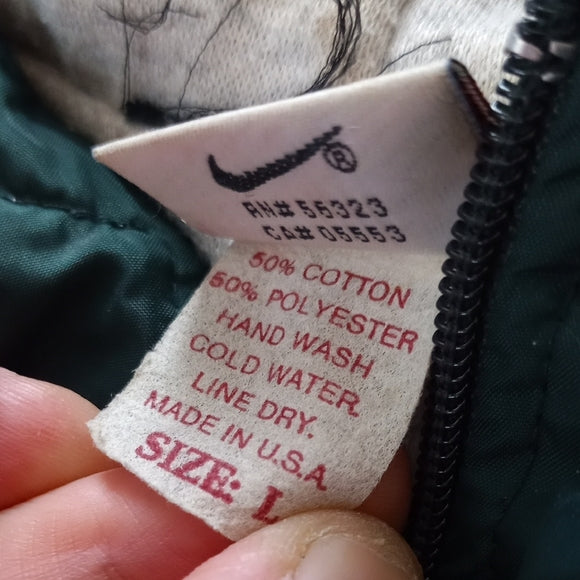 ®
RN# 56323
CA# 05553
50% COTTON
50% POLYESTER
HAND WASH
COLD WATER.
LINE DRY.
MADE IN U.S.A
SIZE: L